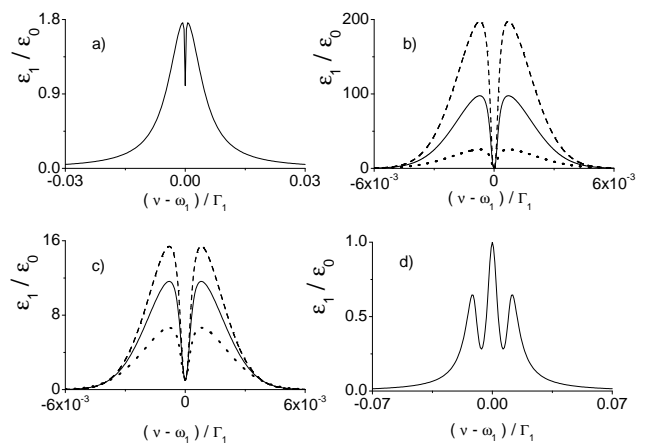 1.8
a)
ε₁ / ε₀
0.9
0.0
-0.03 0.00 0.03
(ν - ω₁) / Γ₁
200
b)
ε₁ / ε₀
100
0
-6x10⁻³ 0 6x10⁻³
(ν - ω₁) / Γ₁
16
c)
ε₁ / ε₀
12
8
4
0
-6x10⁻³ 0 6x10⁻³
(ν - ω₁) / Γ₁
1.0
d)
ε₁ / ε₀
0.5
0.0
-0.07 0.00 0.07
(ν - ω₁) / Γ₁